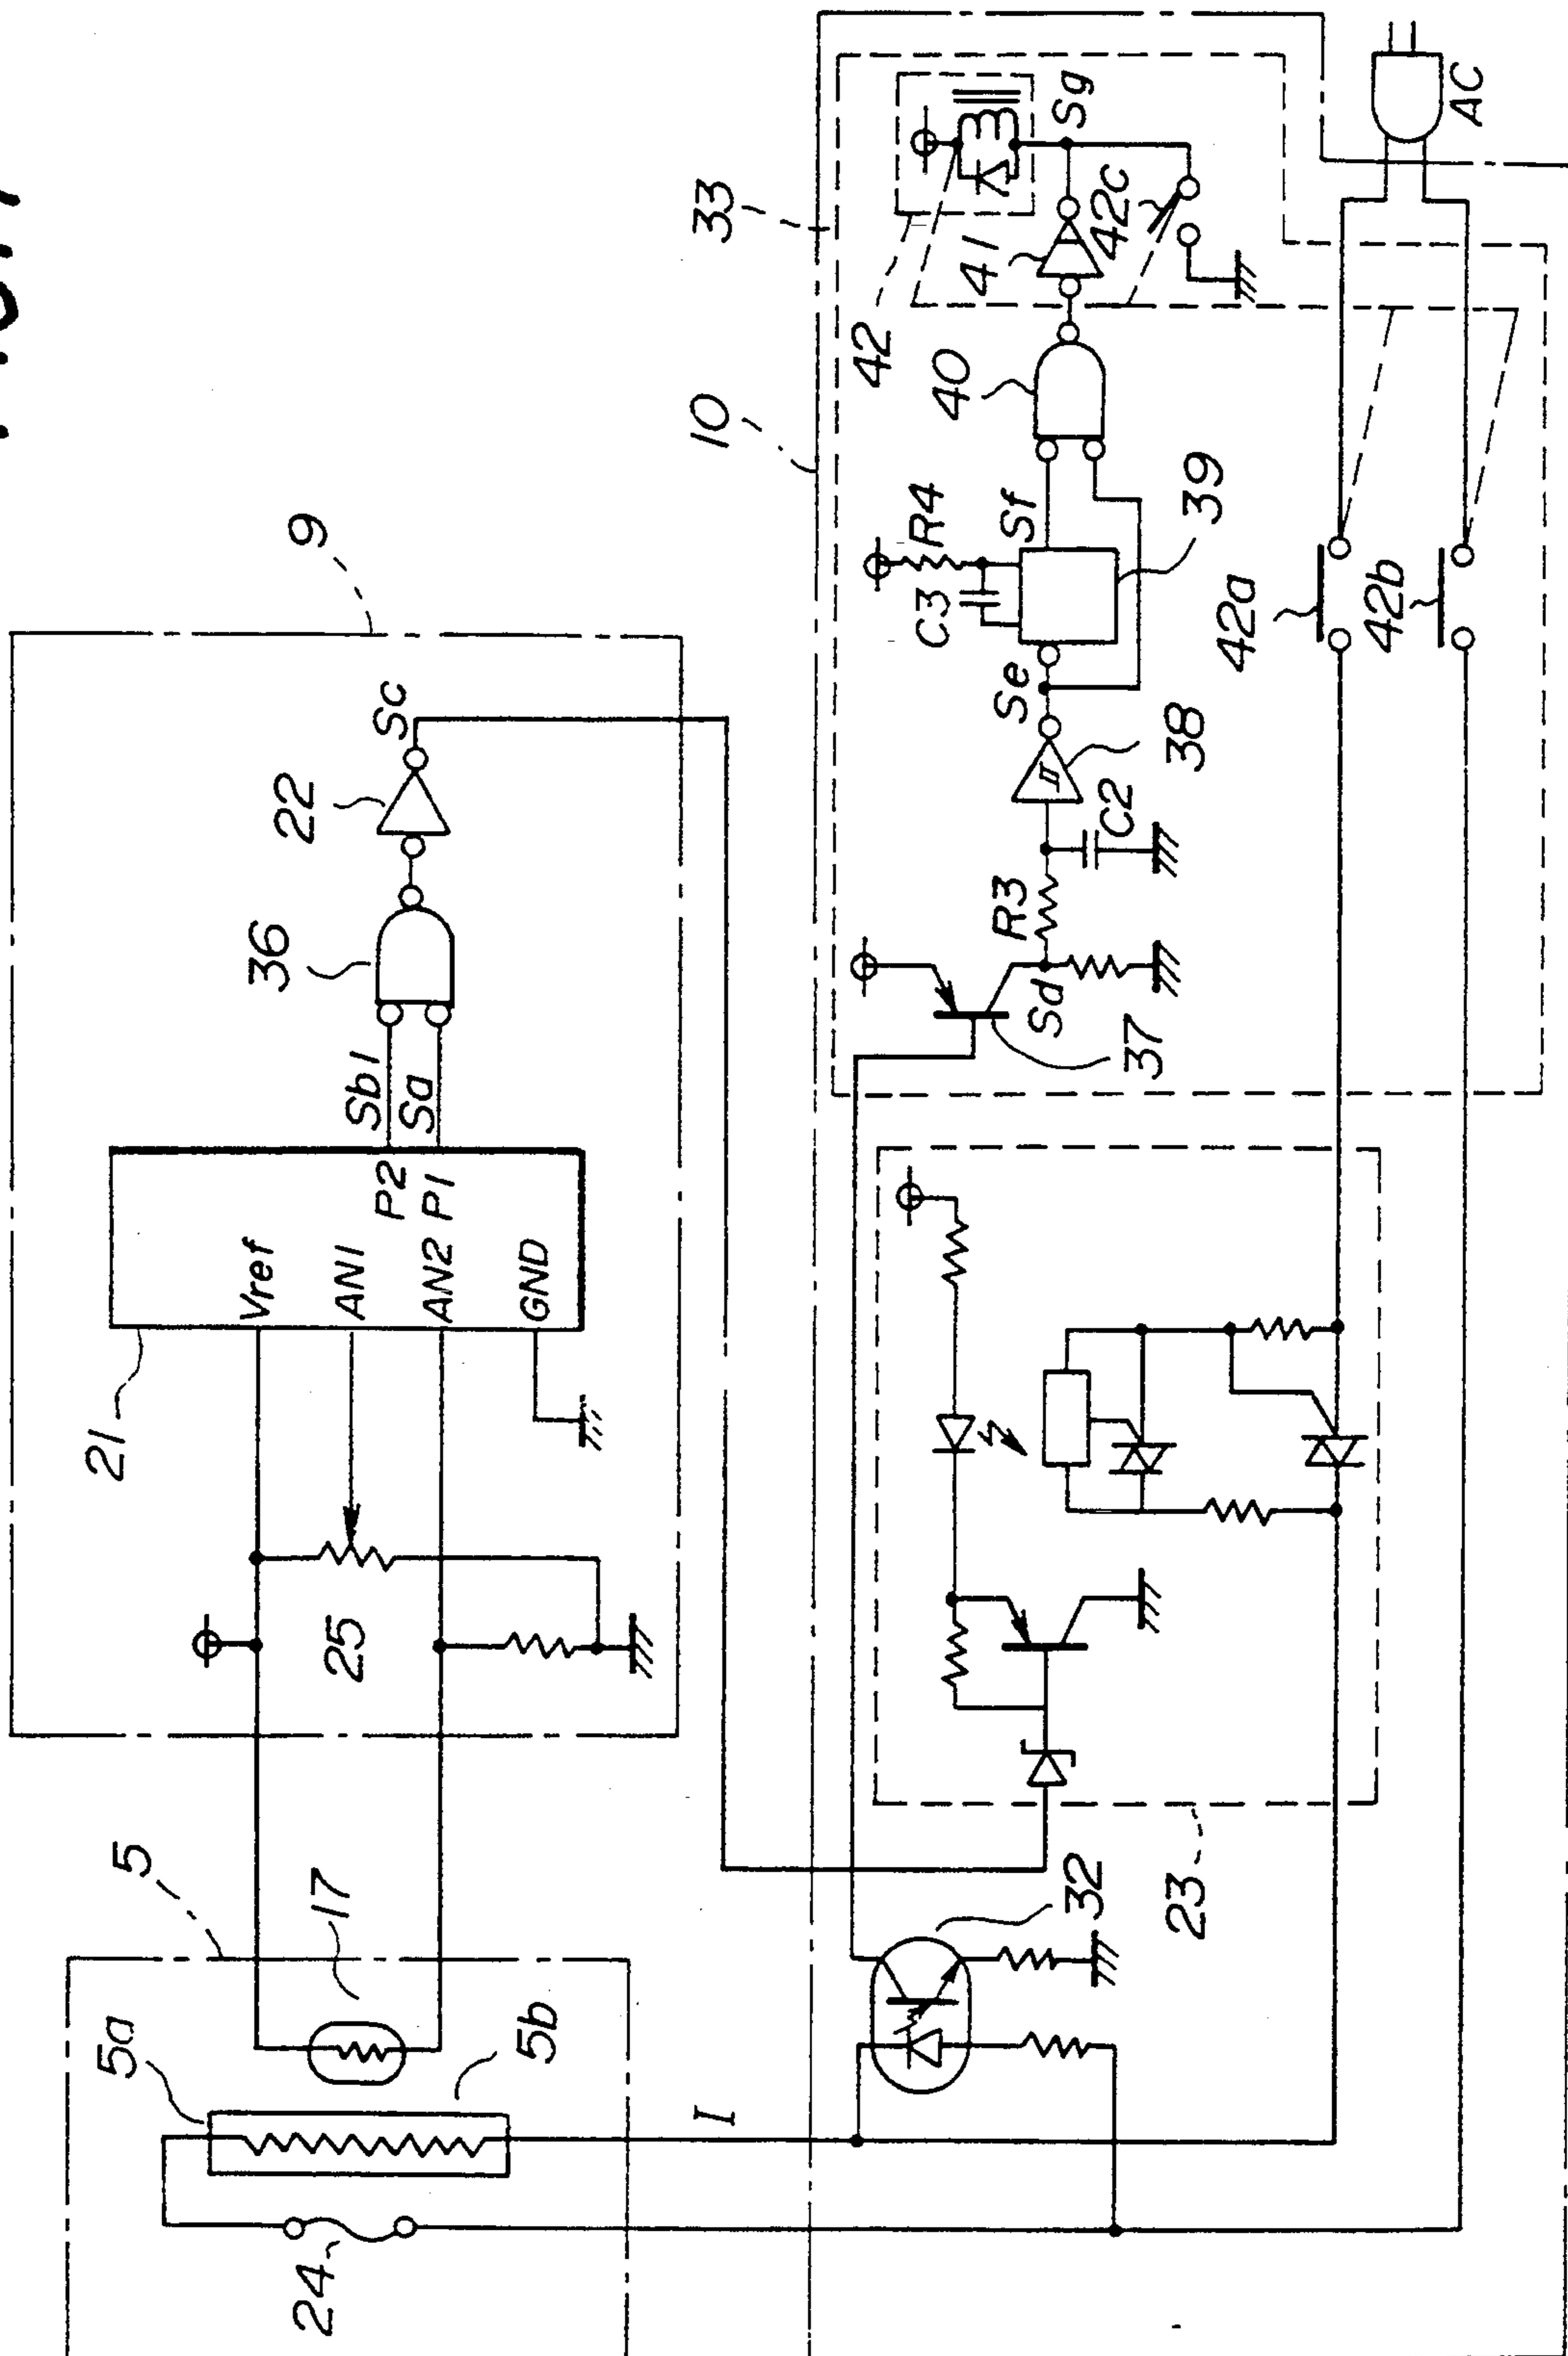 5
5a
5b
17
24
I
9
21
Vref
AN1
AN2
GND
P2
P1
25
Sb1
Sa
36
22
Sc
10
32
23
33
37
Sd
R3
C2
38
Se
C3
R4
Sf
39
40
41
42
Sg
42c
42a
42b
AC